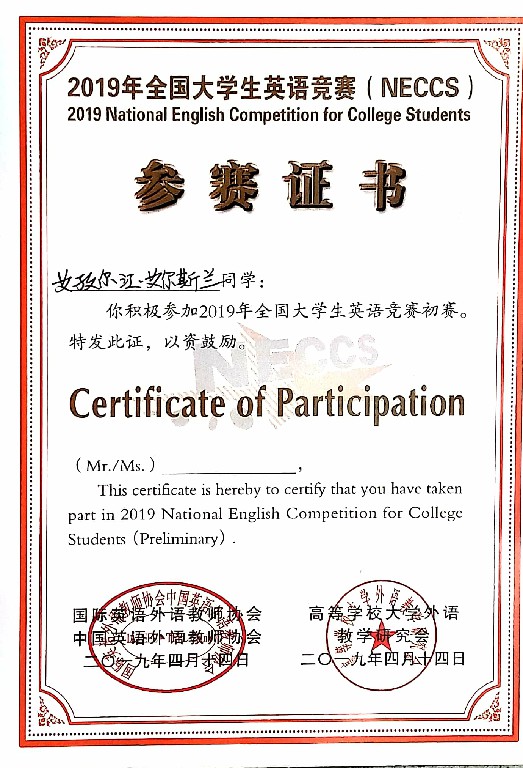 2019年全国大学生英语竞赛(NECCS)
2019 National English Competition for College Students
参赛证书
艾孜尔江·艾尔斯兰同学:
你积极参加2019年全国大学生英语竞赛初赛。
特发此证,以资鼓励。
NECCS
Certificate of Participation
(Mr./Ms.)____________,
This certificate is hereby to certify that you have taken
part in 2019 National English Competition for College
Students (Preliminary).
国际英语外语教师协会 高等学校大学外语
中国英语外语教师协会 教学研究会
二〇一九年四月十四日 二〇一九年四月十四日